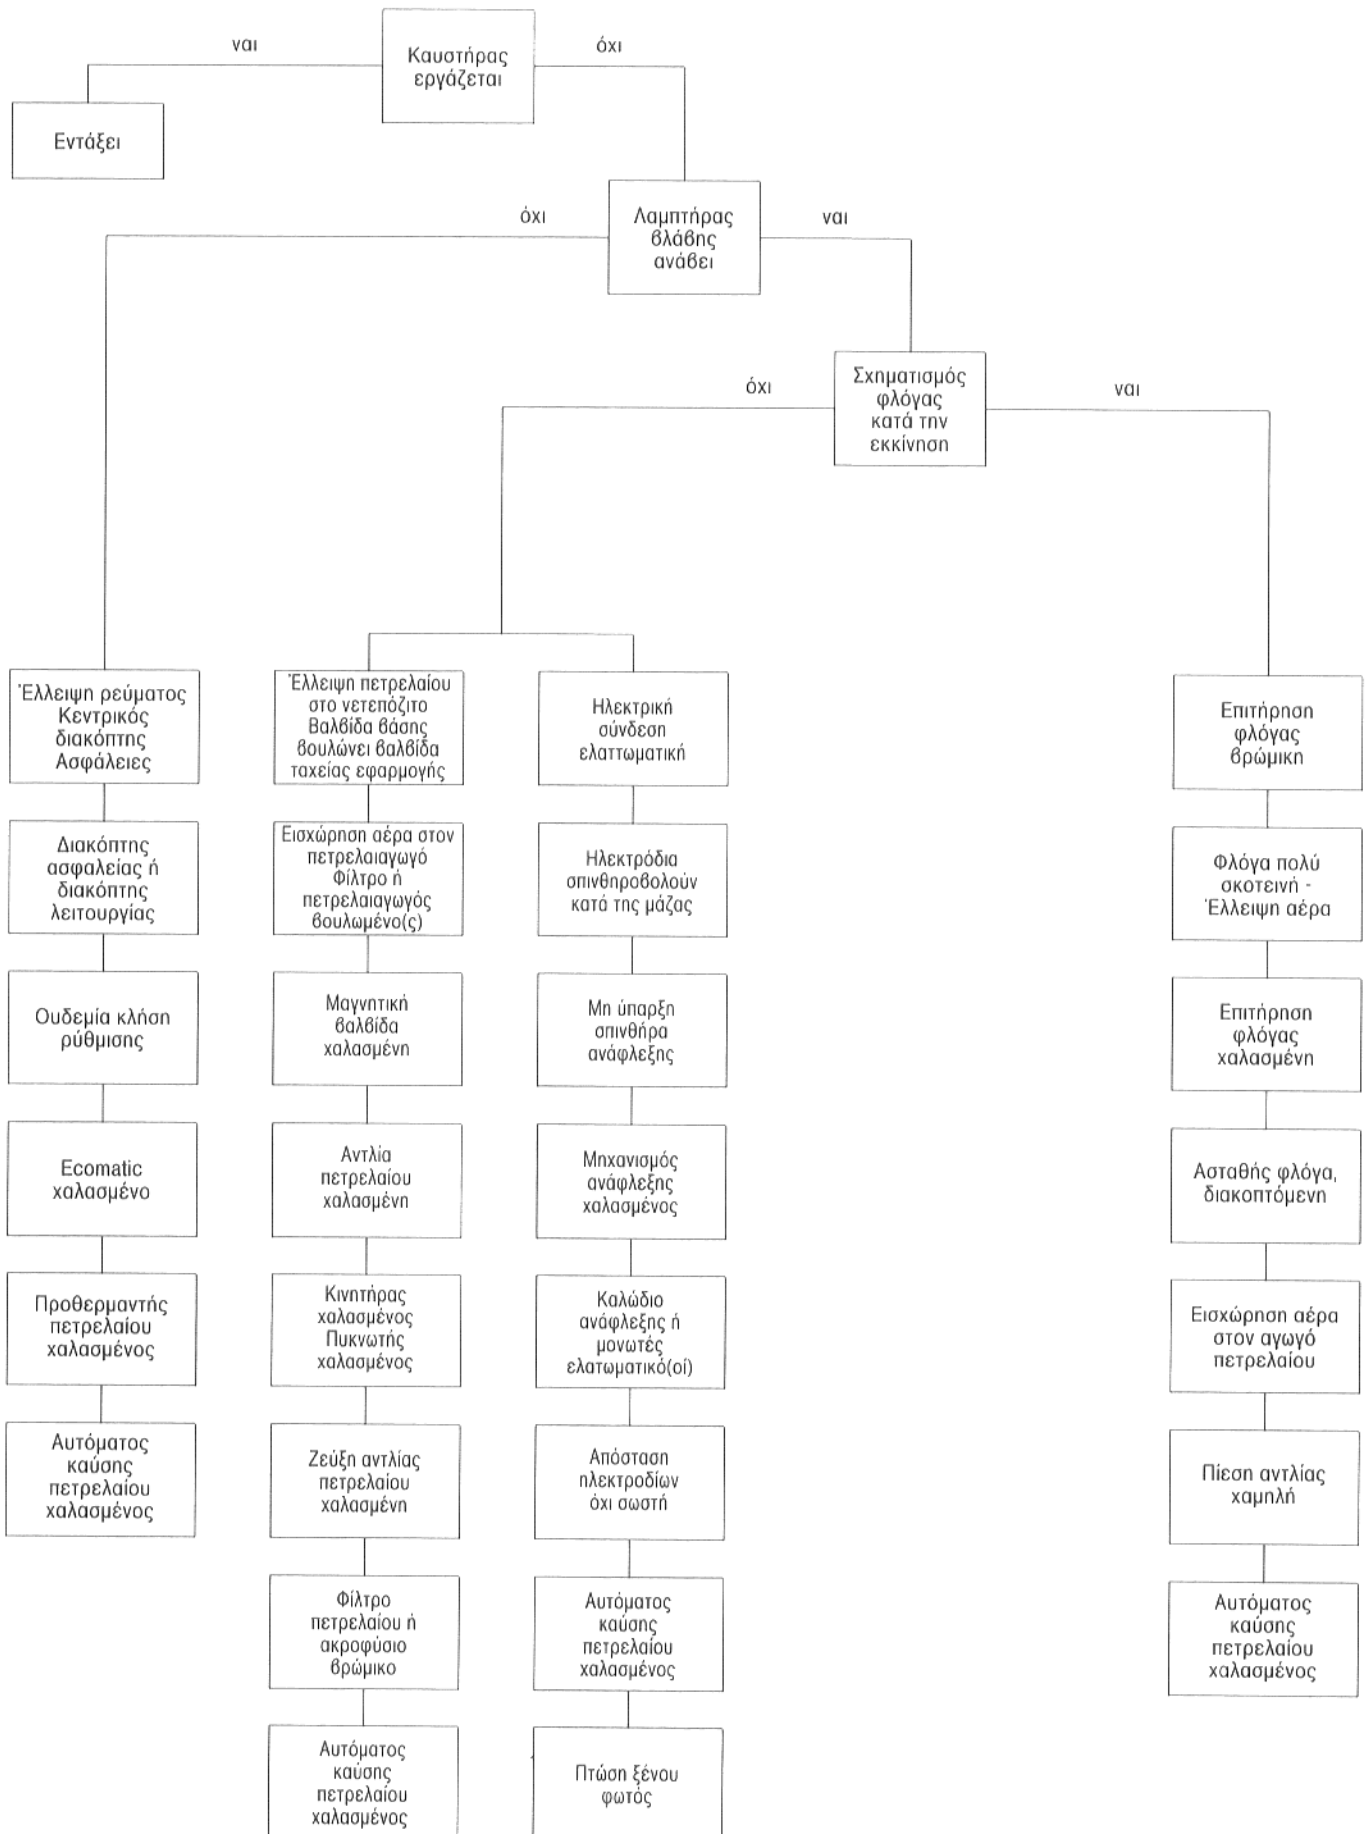 ναι
Καυστήρας
εργάζεται
όχι
Εντάξει
όχι
Λαμπτήρας
βλάβης
ανάβει
ναι
όχι
Σχηματισμός
φλόγας
κατά την
εκκίνηση
ναι
Έλλειψη ρεύματος
Κεντρικός
διακόπτης
Ασφάλειες
Διακόπτης
ασφαλείας ή
διακόπτης
λειτουργίας
Ουδεμία κλήση
ρύθμισης
Ecomatic
χαλασμένο
Προθερμαντής
πετρελαίου
χαλασμένος
Αυτόματος
καύσης
πετρελαίου
χαλασμένος
Έλλειψη πετρελαίου
στο ντεπόζιτο
Βαλβίδα βάσης
βουλώνει βαλβίδα
ταχείας εφαρμογής
Εισχώρηση αέρα στον
πετρελαιαγωγό
Φίλτρο ή
πετρελαιαγωγός
βουλωμένο(ς)
Μαγνητική
βαλβίδα
χαλασμένη
Αντλία
πετρελαίου
χαλασμένη
Κινητήρας
χαλασμένος
Πυκνωτής
χαλασμένος
Ζεύξη αντλίας
πετρελαίου
χαλασμένη
Φίλτρο
πετρελαίου ή
ακροφύσιο
βρώμικο
Αυτόματος
καύσης
πετρελαίου
χαλασμένος
Ηλεκτρική
σύνδεση
ελαττωματική
Ηλεκτρόδια
σπινθηροβολούν
κατά της μάζας
Μη ύπαρξη
σπινθήρα
ανάφλεξης
Μηχανισμός
ανάφλεξης
χαλασμένος
Καλώδιο
ανάφλεξης ή
μονωτές
ελατωματικό(οί)
Απόσταση
ηλεκτροδίων
όχι σωστή
Αυτόματος
καύσης
πετρελαίου
χαλασμένος
Πτώση ξένου
φωτός
Επιτήρηση
φλόγας
βρώμικη
Φλόγα πολύ
σκοτεινή -
Έλλειψη αέρα
Επιτήρηση
φλόγας
χαλασμένη
Ασταθής φλόγα,
διακοπτόμενη
Εισχώρηση αέρα
στον αγωγό
πετρελαίου
Πίεση αντλίας
χαμηλή
Αυτόματος
καύσης
πετρελαίου
χαλασμένος